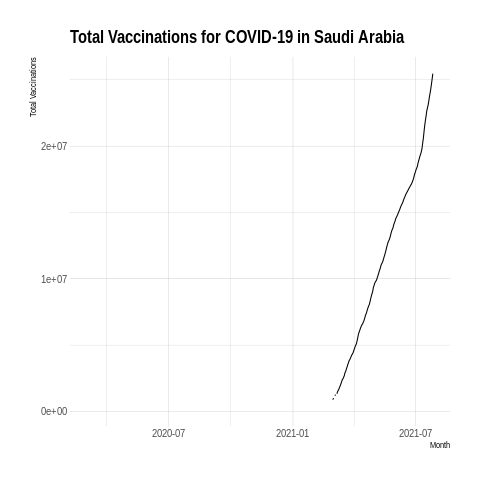 Total Vaccinations for COVID-19 in Saudi Arabia
Total Vaccinations
2e+07
1e+07
0e+00
2020-07
2021-01
2021-07
Month